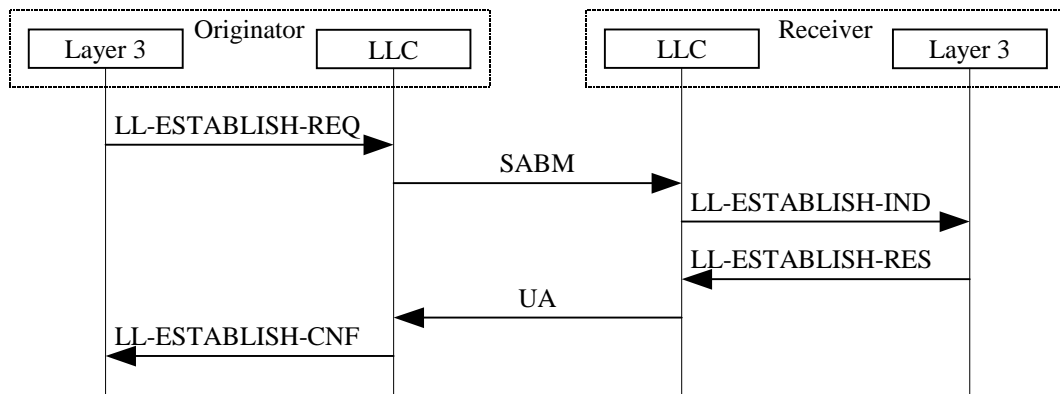 Originator
Receiver
Layer 3
LLC
LLC
Layer 3
LL-ESTABLISH-REQ
SABM
LL-ESTABLISH-IND
LL-ESTABLISH-RES
UA
LL-ESTABLISH-CNF